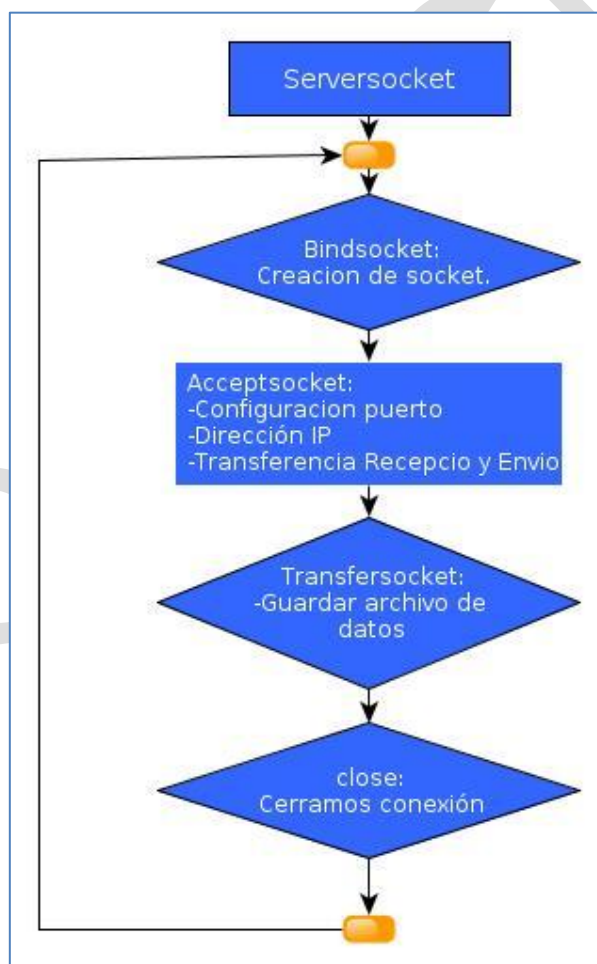 Serversocket
Bindsocket:
Creacion de socket.
Acceptsocket:
-Configuracion puerto
-Dirección IP
-Transferencia Recepcio y Envio
Transfersocket:
-Guardar archivo de
datos
close:
Cerramos conexión